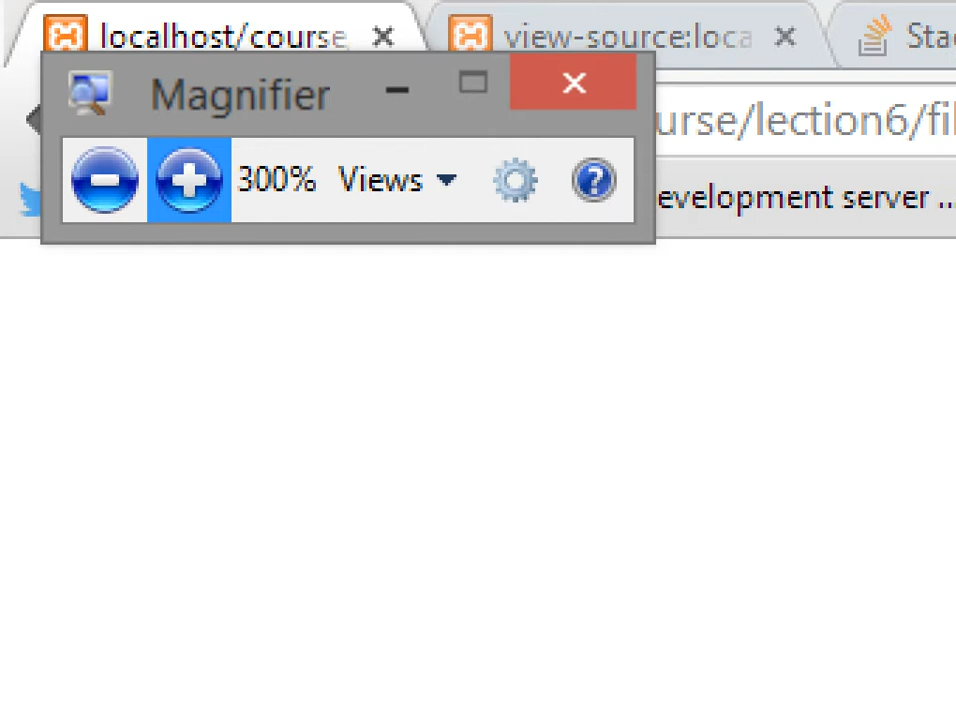 localhost/course
view-source:loca
Sta
Magnifier
urse/lection6/fil
300% Views
evelopment server ...